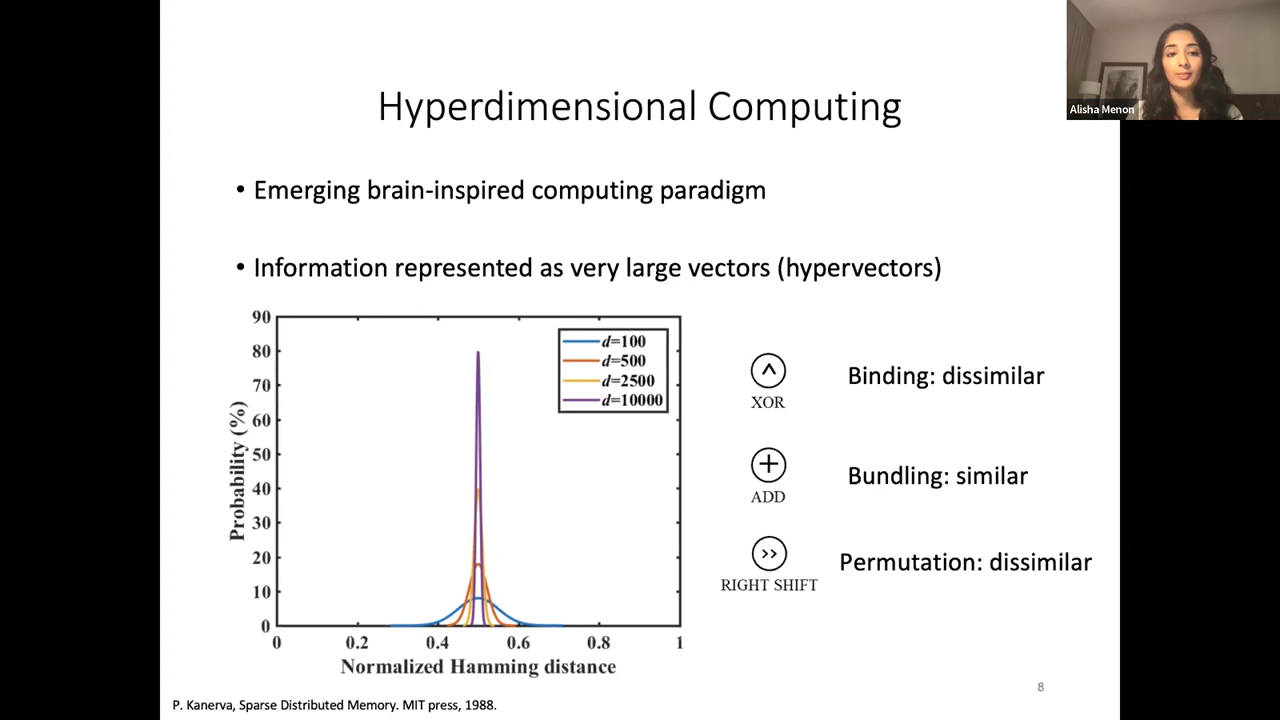 Alisha Menon
Hyperdimensional Computing
• Emerging brain-inspired computing paradigm
• Information represented as very large vectors (hypervectors)
90
80
70
60
50
40
30
20
10
0
Probability (%)
d=100
d=500
d=2500
d=10000
0 0.2 0.4 0.6 0.8 1
Normalized Hamming distance
XOR
Binding: dissimilar
ADD
Bundling: similar
RIGHT SHIFT
Permutation: dissimilar
8
P. Kanerva, Sparse Distributed Memory. MIT press, 1988.